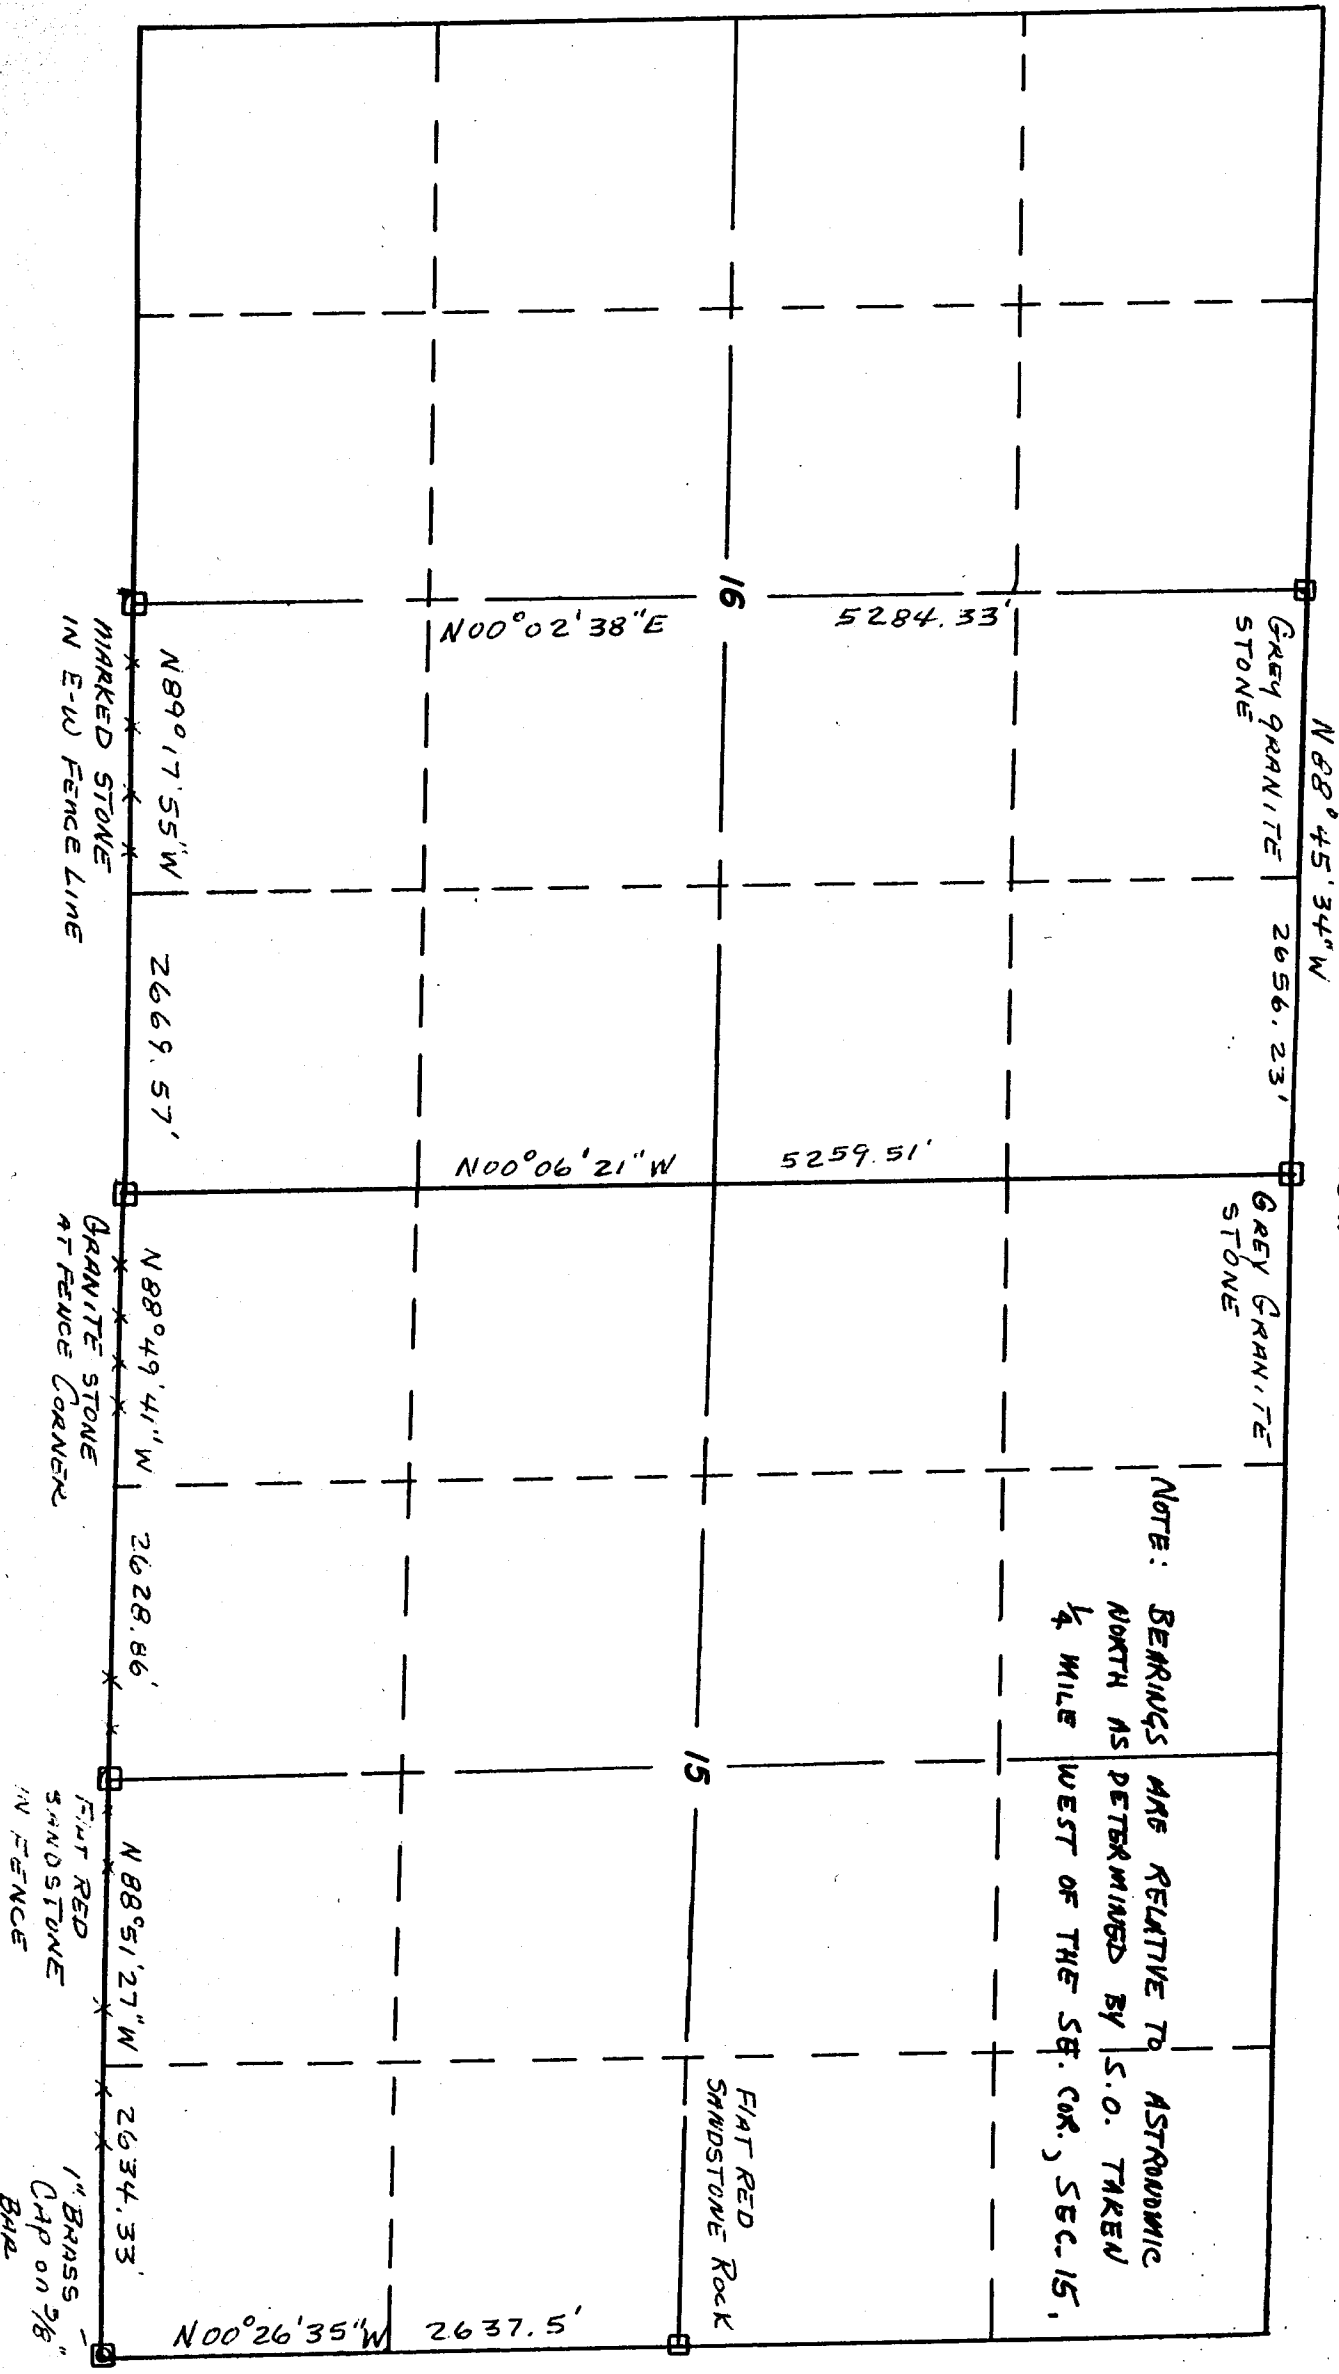 N 88° 45' 34" W
2656.23'
GREY GRANITE
STONE
GREY GRANITE
STONE
NOTE: BEARINGS ARE RELATIVE TO ASTRONOMIC
NORTH AS DETERMINED BY S.O. TAKEN
1/4 MILE WEST OF THE SE. COR., SEC. 15.
16
N00°02'38"E
5284.33'
N00°06'21"W
5259.51'
15
FLAT RED
SANDSTONE ROCK
N00°26'35"W
2637.5'
N89°17'55"W
2669.57'
MARKED STONE
IN E-W FENCE LINE
N88°49'41"W
2628.86'
GRANITE STONE
AT FENCE CORNER
N88°51'27"W
2634.33'
FLAT RED
SANDSTONE
IN FENCE
1" BRASS
CAP ON 5/8"
BAR